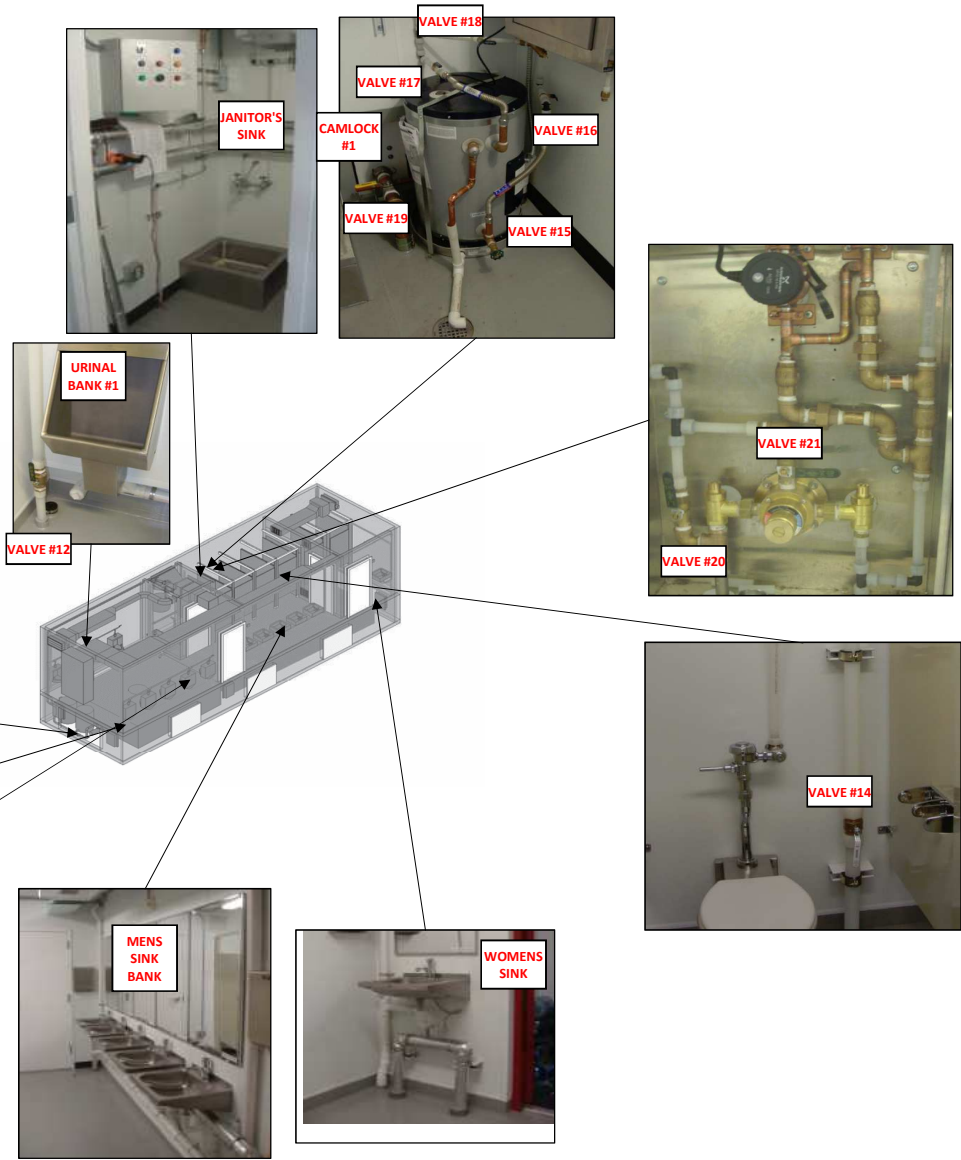 VALVE #18
VALVE #17
JANITOR'S
SINK
CAMLOCK
#1
VALVE #16
VALVE #19
VALVE #15
URINAL
BANK #1
VALVE #21
VALVE #12
VALVE #20
VALVE #14
MENS
SINK
BANK
WOMENS
SINK